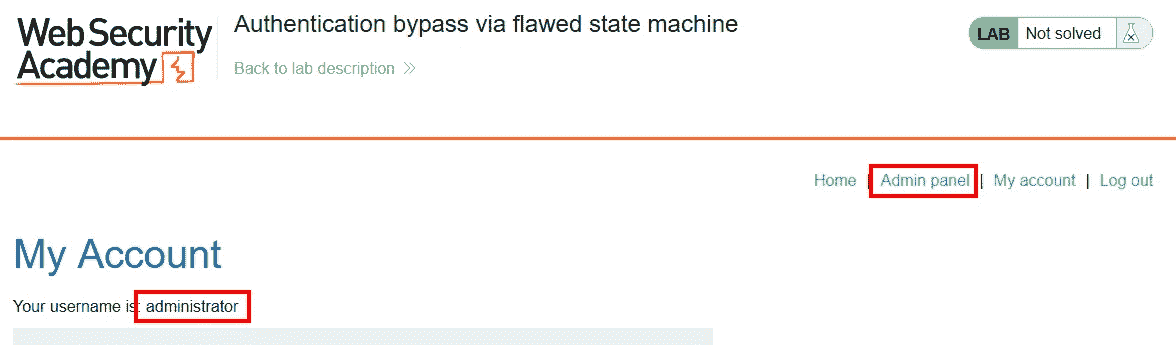 Web Security
Academy
Authentication bypass via flawed state machine
Back to lab description
LAB Not solved
Home | Admin panel | My account | Log out
My Account
Your username is: administrator